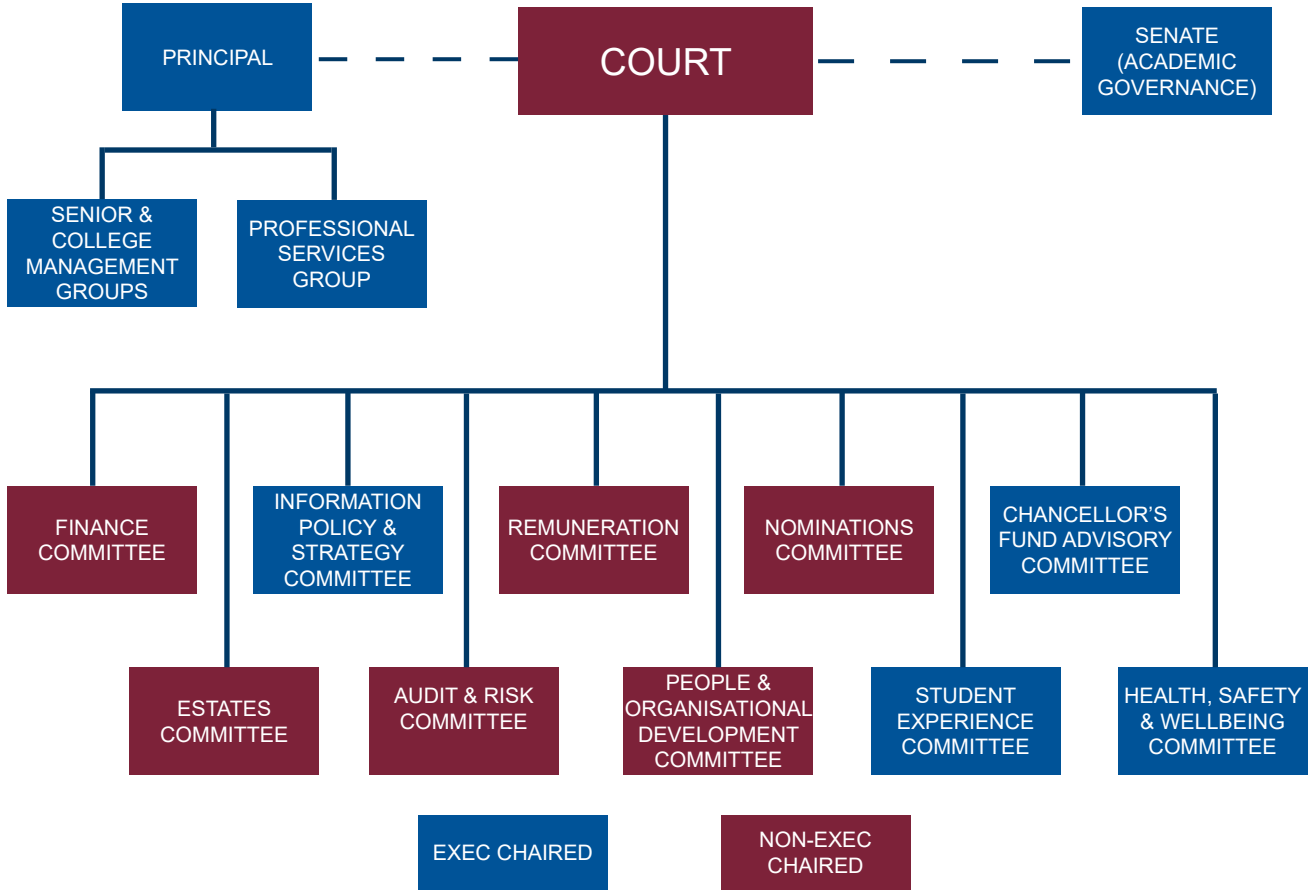 PRINCIPAL
COURT
SENATE
(ACADEMIC
GOVERNANCE)
SENIOR &
COLLEGE
MANAGEMENT
GROUPS
PROFESSIONAL
SERVICES
GROUP
FINANCE
COMMITTEE
INFORMATION
POLICY &
STRATEGY
COMMITTEE
REMUNERATION
COMMITTEE
NOMINATIONS
COMMITTEE
CHANCELLOR’S
FUND ADVISORY
COMMITTEE
ESTATES
COMMITTEE
AUDIT & RISK
COMMITTEE
PEOPLE &
ORGANISATIONAL
DEVELOPMENT
COMMITTEE
STUDENT
EXPERIENCE
COMMITTEE
HEALTH, SAFETY
& WELLBEING
COMMITTEE
EXEC CHAIRED
NON-EXEC
CHAIRED